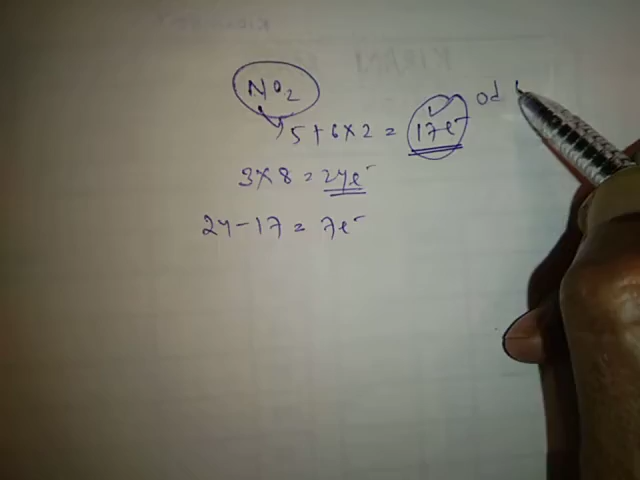 NO2
5+6×2 = 17e- od
3×8 = 24e-
24-17 = 7e-